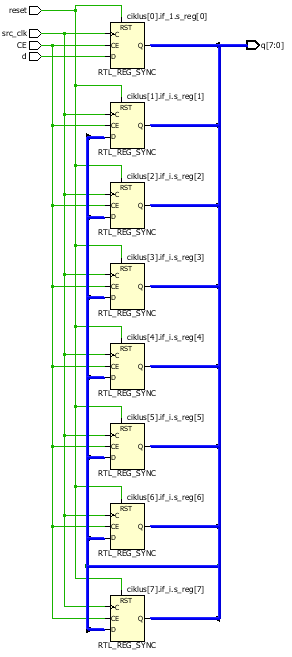 reset
ciklus[0].if_1.s_reg[0]
src_clk
CE
d
q[7:0]
RST
C
CE
D
Q
RTL_REG_SYNC
ciklus[1].if_i.s_reg[1]
RST
C
CE
D
Q
RTL_REG_SYNC
ciklus[2].if_i.s_reg[2]
RST
C
CE
D
Q
RTL_REG_SYNC
ciklus[3].if_i.s_reg[3]
RST
C
CE
D
Q
RTL_REG_SYNC
ciklus[4].if_i.s_reg[4]
RST
C
CE
D
Q
RTL_REG_SYNC
ciklus[5].if_i.s_reg[5]
RST
C
CE
D
Q
RTL_REG_SYNC
ciklus[6].if_i.s_reg[6]
RST
C
CE
D
Q
RTL_REG_SYNC
ciklus[7].if_i.s_reg[7]
RST
C
CE
D
Q
RTL_REG_SYNC